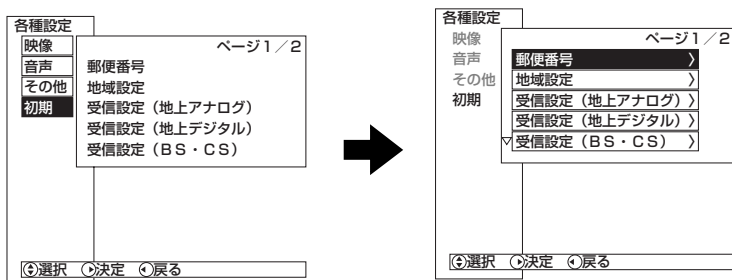 各種設定
映像
音声
その他
初期
ページ1／2
郵便番号
地域設定
受信設定（地上アナログ）
受信設定（地上デジタル）
受信設定（BS・CS）
選択 決定 戻る
各種設定
映像
音声
その他
初期
ページ1／2
郵便番号 〉
地域設定 〉
受信設定（地上アナログ）〉
受信設定（地上デジタル）〉
▽受信設定（BS・CS） 〉
選択 決定 戻る